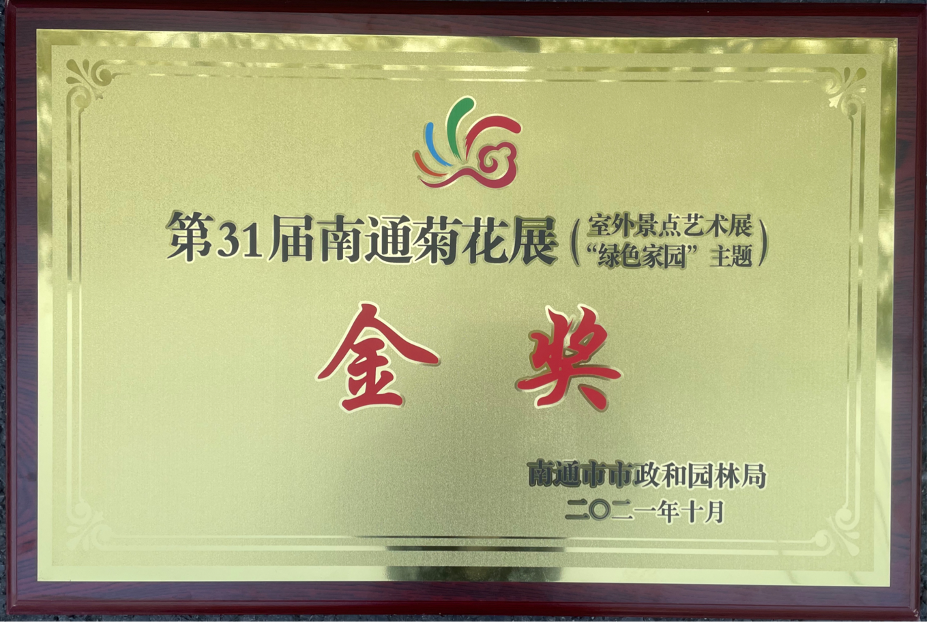 第31届南通菊花展（室外景点艺术展
“绿色家园”主题）
金奖
南通市市政和园林局
二〇二一年十月